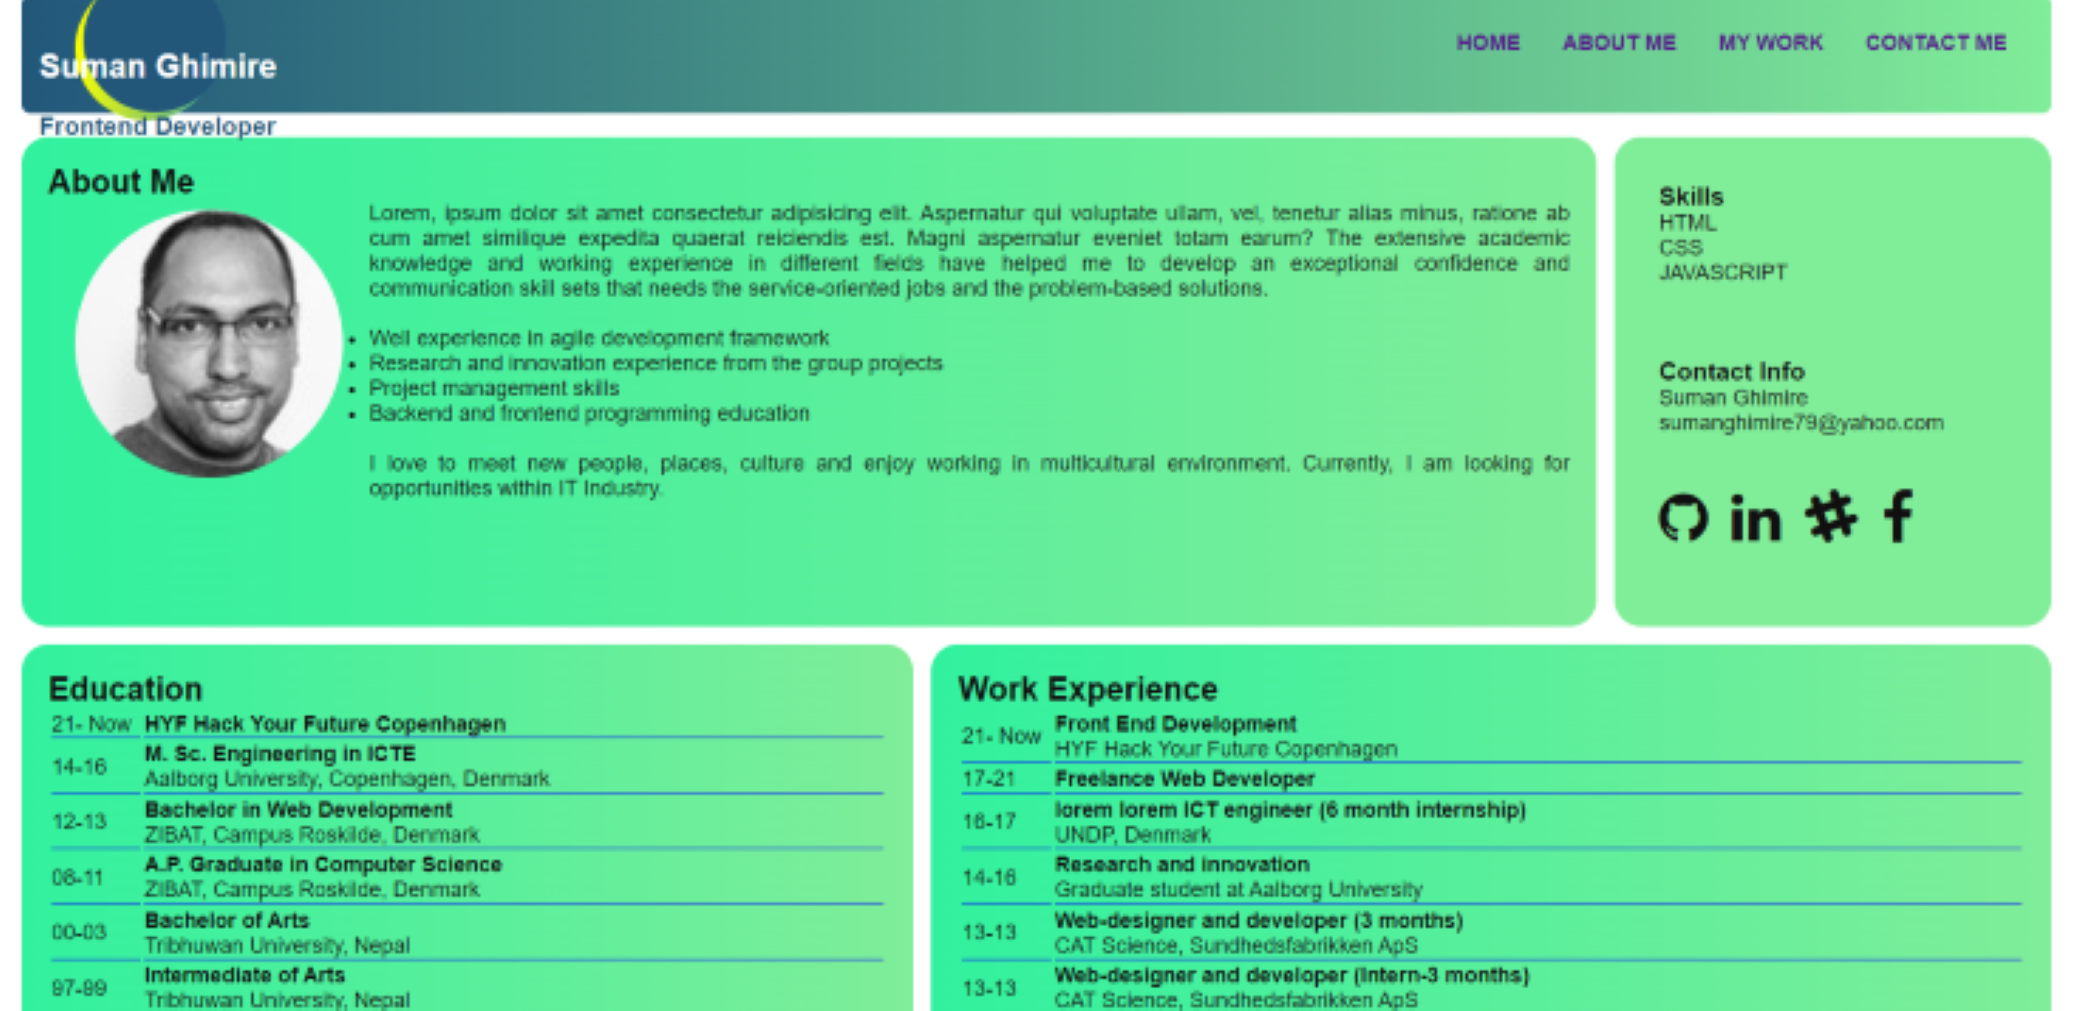 Suman Ghimire
HOME ABOUT ME MY WORK CONTACT ME
Frontend Developer
About Me
Lorem, ipsum dolor sit amet consectetur adipisicing elit. Aspernatur qui voluptate ullam, vel, tenetur alias minus, ratione ab
cum amet similique expedita quaerat reiciendis est. Magni aspernatur eveniet totam earum? The extensive academic
knowledge and working experience in different fields have helped me to develop an exceptional confidence and
communication skill sets that needs the service-oriented jobs and the problem-based solutions.
• Well experience in agile development framework
• Research and innovation experience from the group projects
• Project management skills
• Backend and frontend programming education
I love to meet new people, places, culture and enjoy working in multicultural environment. Currently, I am looking for
opportunities within IT Industry.
Skills
HTML
CSS
JAVASCRIPT
Contact Info
Suman Ghimire
sumanghimire79@yahoo.com
Education
21- Now HYF Hack Your Future Copenhagen
14-16 M. Sc. Engineering in ICTE
Aalborg University, Copenhagen, Denmark
12-13 Bachelor in Web Development
ZIBAT, Campus Roskilde, Denmark
08-11 A.P. Graduate in Computer Science
ZIBAT, Campus Roskilde, Denmark
00-03 Bachelor of Arts
Tribhuwan University, Nepal
97-99 Intermediate of Arts
Tribhuwan University, Nepal
Work Experience
21- Now Front End Development
HYF Hack Your Future Copenhagen
17-21 Freelance Web Developer
16-17 lorem lorem ICT engineer (6 month internship)
UNDP, Denmark
14-16 Research and innovation
Graduate student at Aalborg University
13-13 Web-designer and developer (3 months)
CAT Science, Sundhedsfabrikken ApS
13-13 Web-designer and developer (Intern-3 months)
CAT Science, Sundhedsfabrikken ApS